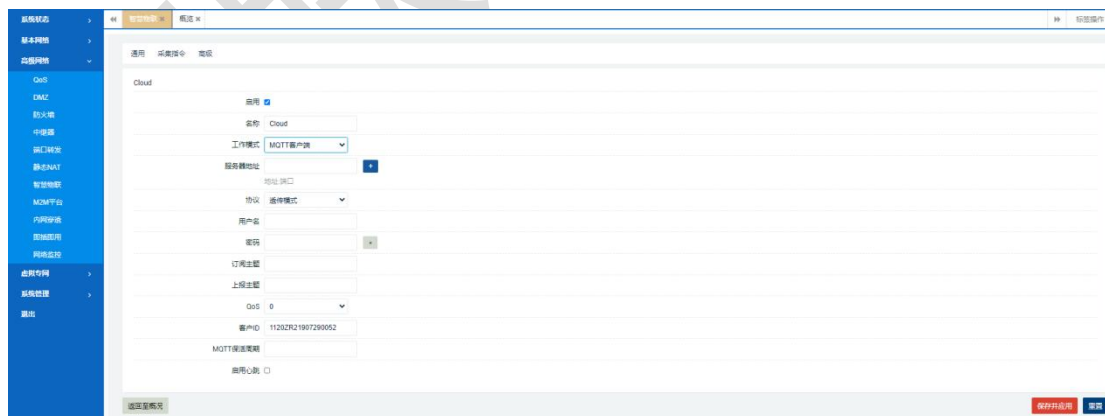 系统状态
基本网络
高级网络
QoS
DMZ
防火墙
中继器
端口转发
静态NAT
智慧物联
M2M平台
内网穿透
即插即用
网络监控
虚拟专网
系统管理
退出
智慧物联 概览 标签操作
通用 采集指令 高级
Cloud
启用
名称 Cloud
工作模式 MQTT客户端
服务器地址 +
地址:端口
协议 透传模式
用户名
密码
订阅主题
上报主题
QoS 0
客户ID 1120ZR21907290052
MQTT保活周期
启用心跳
返回至概况 保存并应用 重置